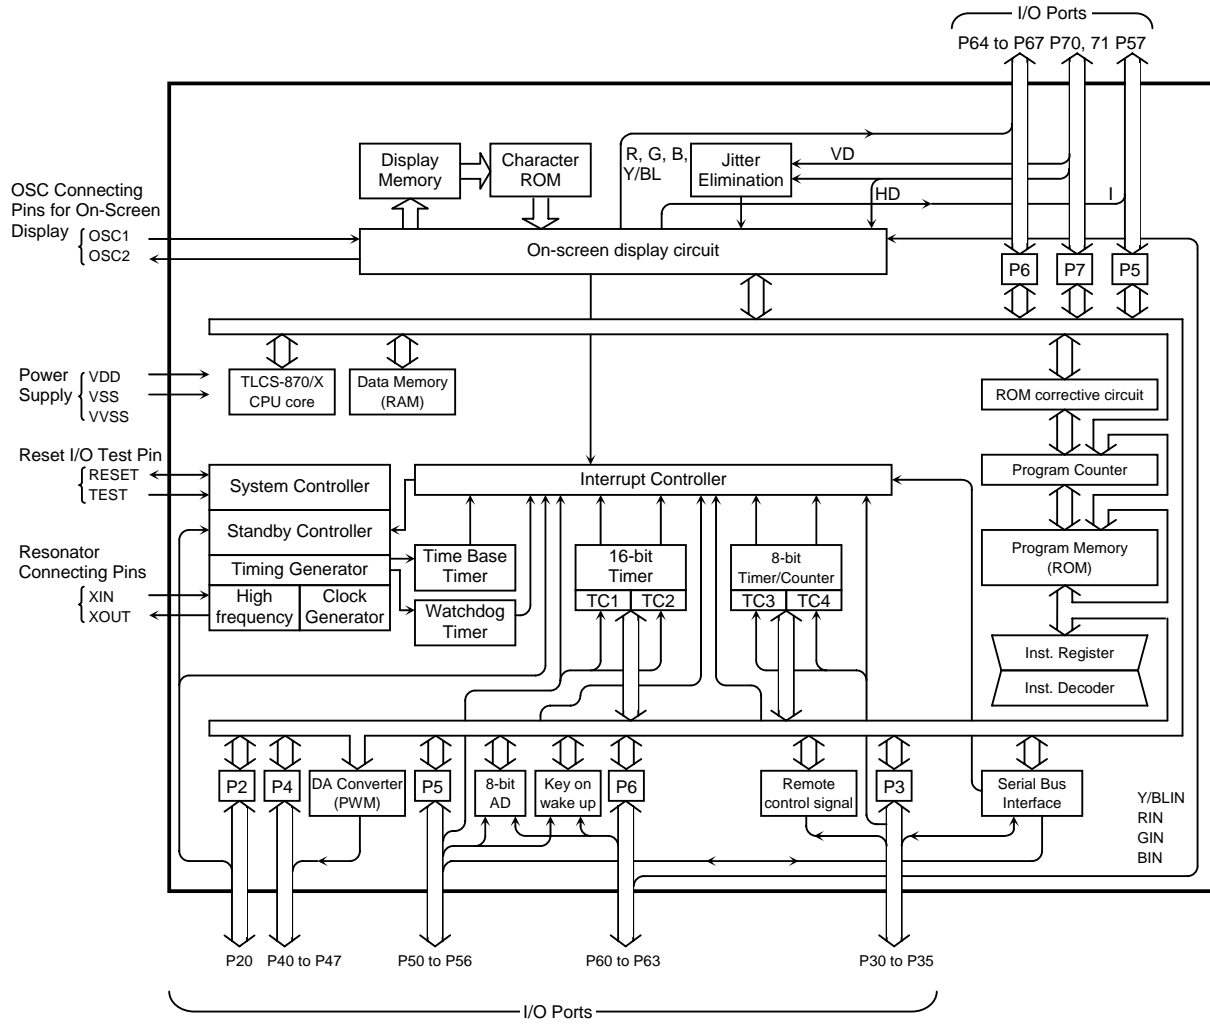 I/O Ports
P64 to P67 P70, 71 P57
Display
Memory
Character
ROM
R, G, B,
Y/BL
Jitter
Elimination
VD
HD
I
OSC Connecting
Pins for On-Screen
Display
OSC1
OSC2
On-screen display circuit
P6
P7
P5
Power
Supply
VDD
VSS
VVSS
TLCS-870/X
CPU core
Data Memory
(RAM)
ROM corrective circuit
Reset I/O Test Pin
RESET
TEST
System Controller
Interrupt Controller
Program Counter
Standby Controller
Resonator
Connecting Pins
XIN
XOUT
Timing Generator
High
frequency
Clock
Generator
Time Base
Timer
Watchdog
Timer
16-bit
Timer
TC1
TC2
8-bit
Timer/Counter
TC3
TC4
Program Memory
(ROM)
Inst. Register
Inst. Decoder
P2
P4
DA Converter
(PWM)
P5
8-bit
AD
Key on
wake up
P6
Remote
control signal
P3
Serial Bus
Interface
Y/BLIN
RIN
GIN
BIN
P20
P40 to P47
P50 to P56
P60 to P63
P30 to P35
I/O Ports